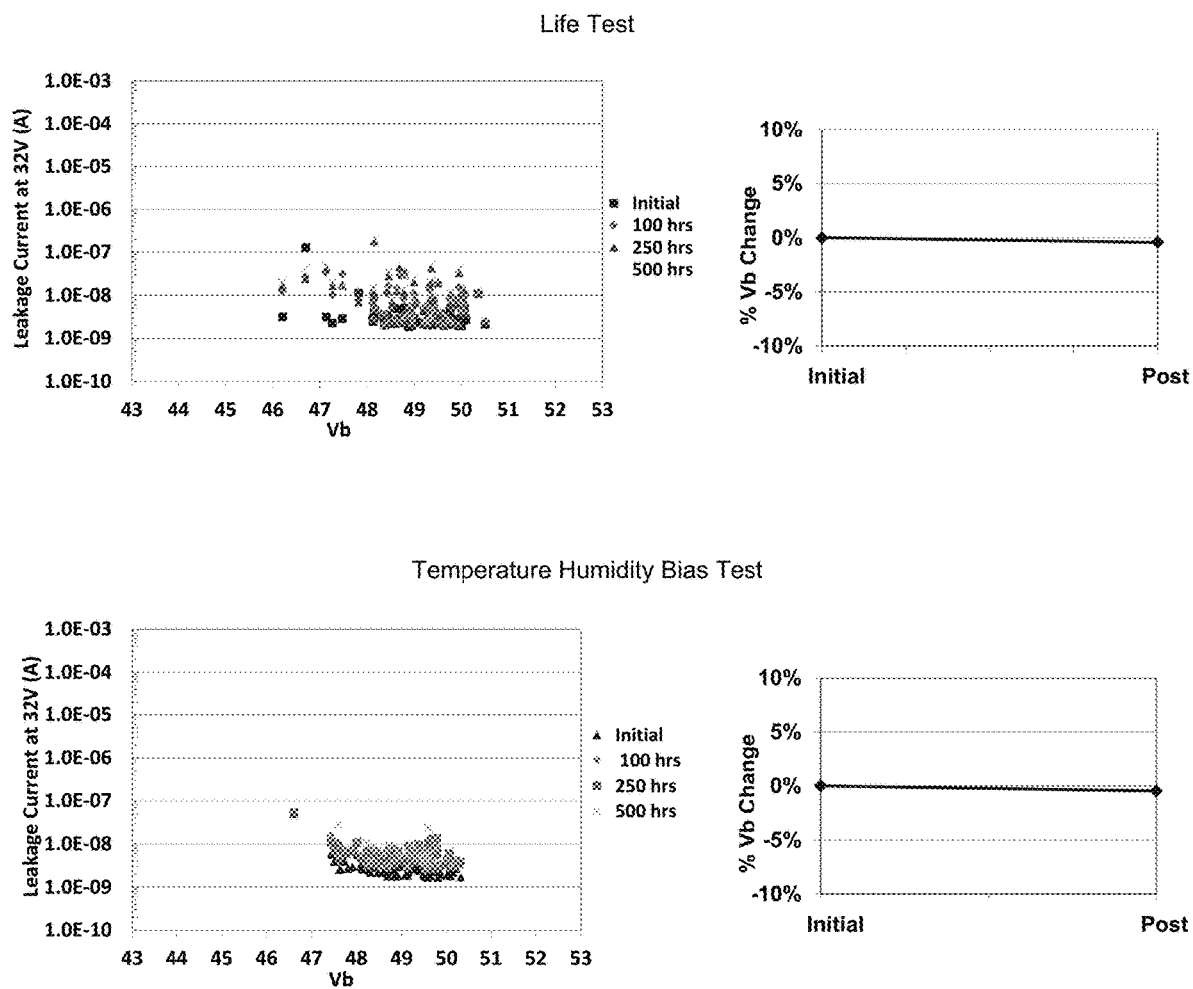 Life Test
Leakage Current at 32V (A)
1.0E-03
1.0E-04
1.0E-05
1.0E-06
1.0E-07
1.0E-08
1.0E-09
1.0E-10
43 44 45 46 47 48 49 50 51 52 53
Vb
Initial
100 hrs
250 hrs
500 hrs
% Vb Change
10%
5%
0%
-5%
-10%
Initial Post
Temperature Humidity Bias Test
Leakage Current at 32V (A)
1.0E-03
1.0E-04
1.0E-05
1.0E-06
1.0E-07
1.0E-08
1.0E-09
1.0E-10
43 44 45 46 47 48 49 50 51 52 53
Vb
Initial
100 hrs
250 hrs
500 hrs
% Vb Change
10%
5%
0%
-5%
-10%
Initial Post